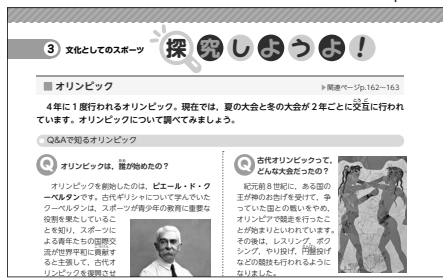 3 文化としてのスポーツ 探究しようよ!
■ オリンピック
▶関連ページp.162〜163
4年に1度行われるオリンピック。現在では、夏の大会と冬の大会が2年ごとに交互に行われ
ています。オリンピックについて調べてみましょう。
Q&Aで知るオリンピック
Q オリンピックは、誰が始めたの?
オリンピックを創始したのは、ピエール・ド・ク
ーベルタンです。古代ギリシャについて学んでいた
クーベルタンは、スポーツが青少年の教育に重要な
役割を果たしているこ
とを知り、スポーツに
よる青年たちの国際交
流が世界平和に貢献す
ると主張して、古代オ
リンピックを復興させ
Q 古代オリンピックって、
どんな大会だったの?
紀元前8世紀に、ある国の
王が神のお告げを受けて、争
っていた国との戦いをやめ、
オリンピアで競走を行ったこ
とが始まりといわれています。
その後は、レスリング、ボク
シング、やり投げ、円盤投げ
などの競技も行われるように
なりました。